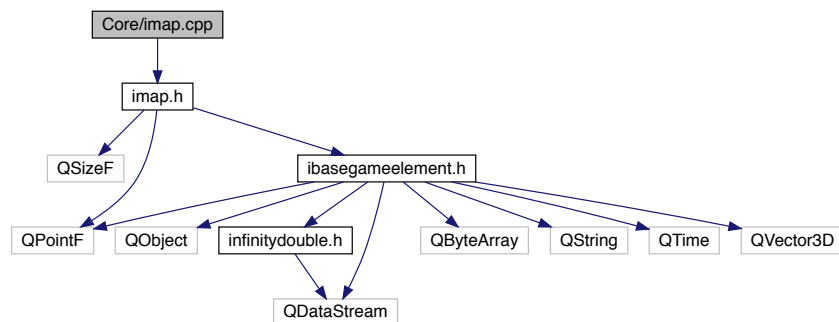 Core/imap.cpp
imap.h
QSizeF
ibasegameelement.h
QPointF
QObject
infinitydouble.h
QByteArray
QString
QTime
QVector3D
QDataStream